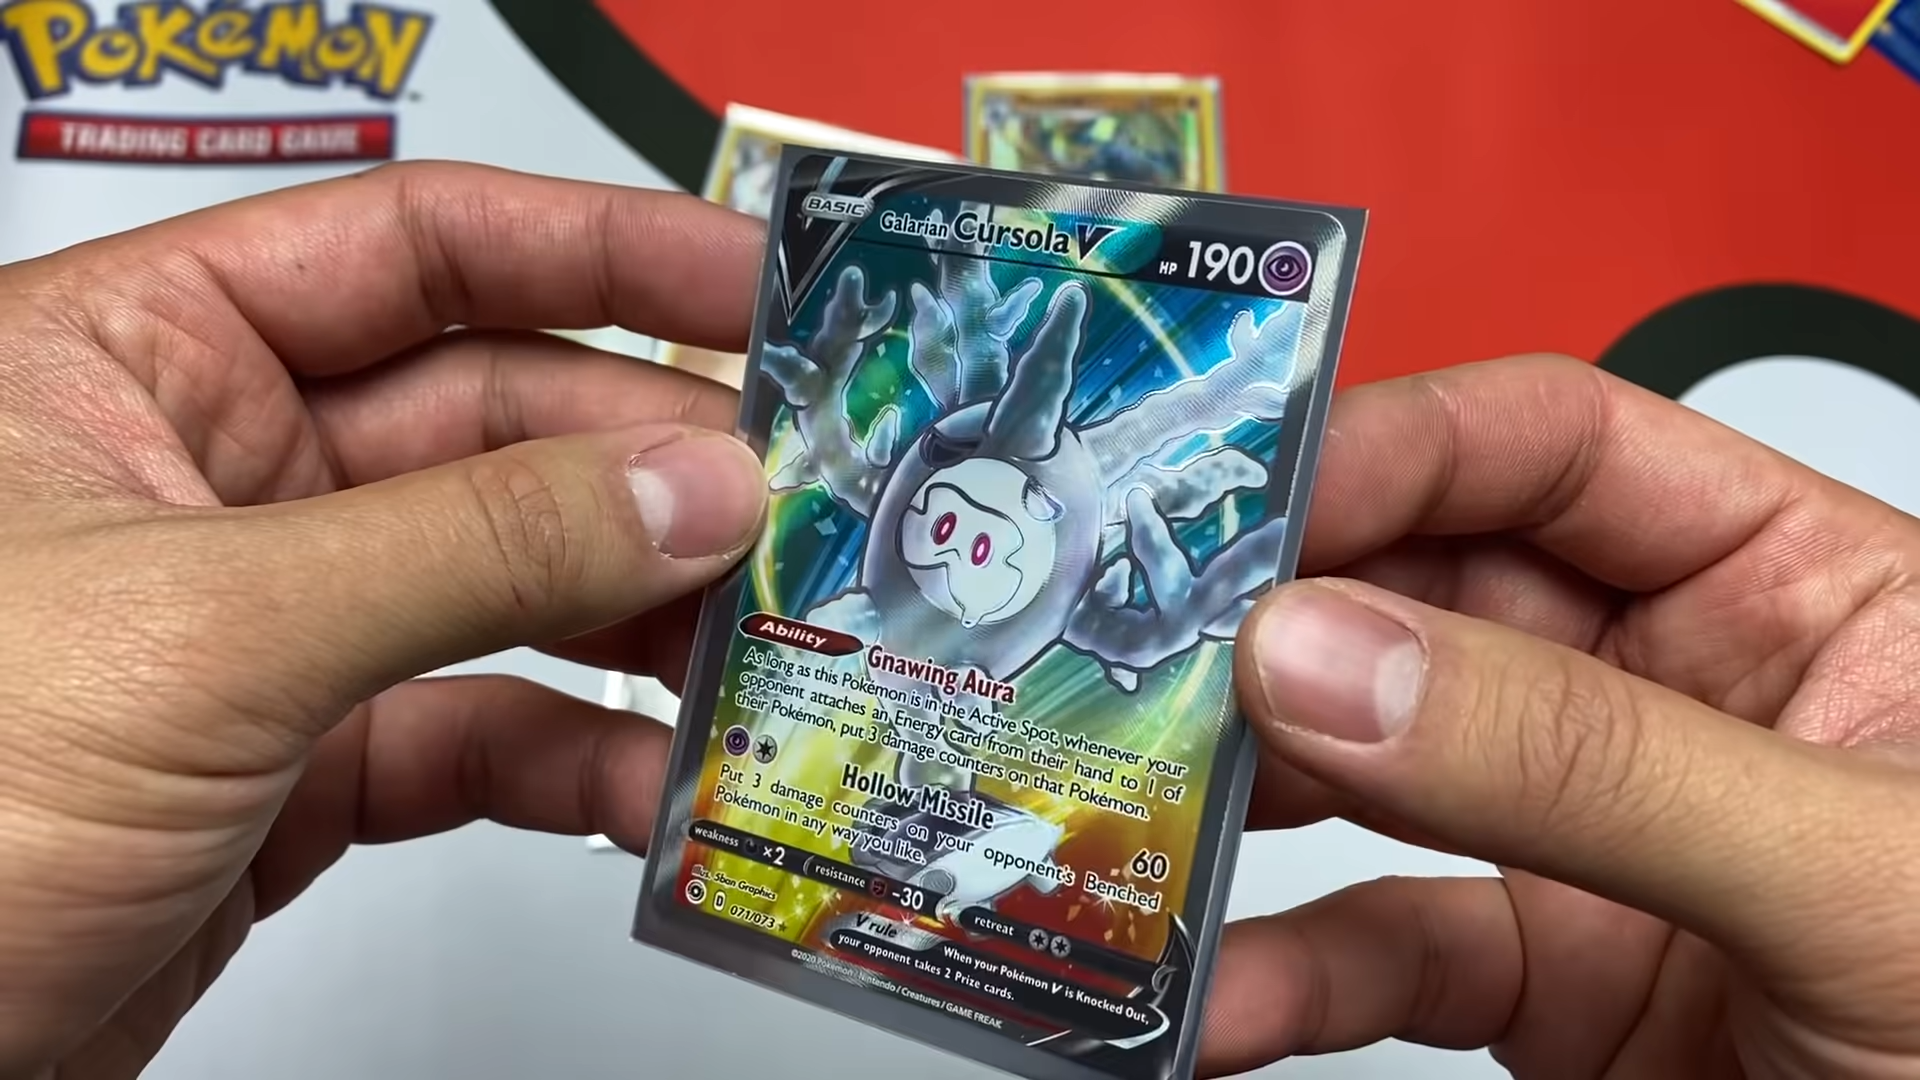 POKéMON
TRADING CARD GAME
BASIC
Galarian Cursola V
HP 190
Ability
Gnawing Aura
As long as this Pokémon is in the Active Spot, whenever your
opponent attaches an Energy card from their hand to 1 of
their Pokémon, put 3 damage counters on that Pokémon.
Hollow Missile
60
Put 3 damage counters on your opponent's Benched
Pokémon in any way you like.
weakness ×2
resistance -30
retreat
Illus. 5ban Graphics
D 071/073 ★
V rule
When your Pokémon V is Knocked Out,
your opponent takes 2 Prize cards.
©2020 Pokémon / Nintendo / Creatures / GAME FREAK